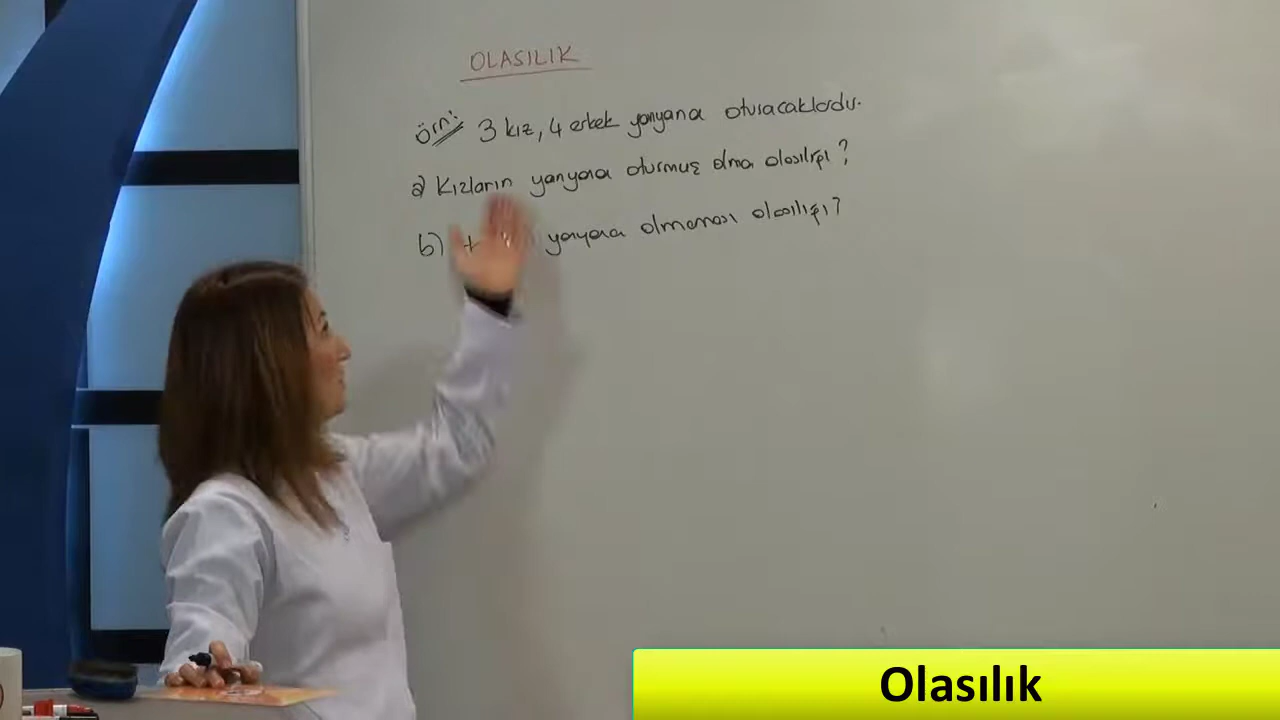 OLASILIK
Örn: 3 kız, 4 erkek yanyana oturacaklardır.
a) Kızların yanyana oturmuş olma olasılığı?
b) yanyana olmaması olasılığı?
Olasılık